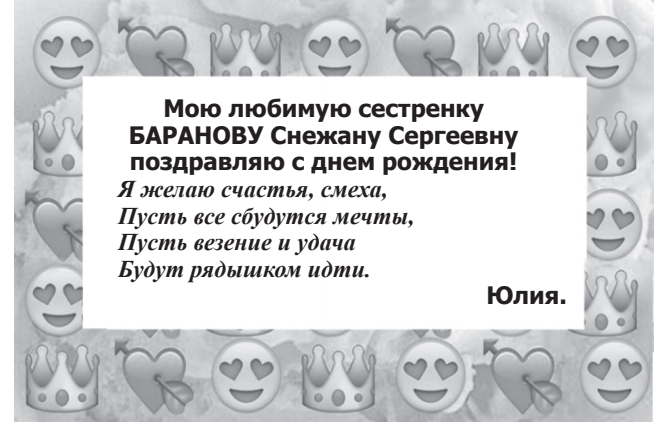 Мою любимую сестренку
БАРАНОВУ Снежану Сергеевну
поздравляю с днем рождения!
Я желаю счастья, смеха,
Пусть все сбудутся мечты,
Пусть везение и удача
Будут рядышком идти.
Юлия.